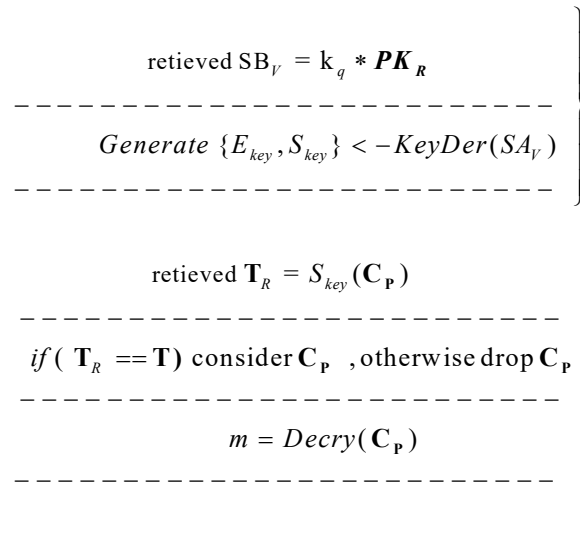 retieved SB_V = k_q * PK_R
Generate {E_key, S_key} < −KeyDer(SA_V)
retieved T_R = S_key(C_P)
if( T_R == T) consider C_P , otherwise drop C_P
m = Decry(C_P)